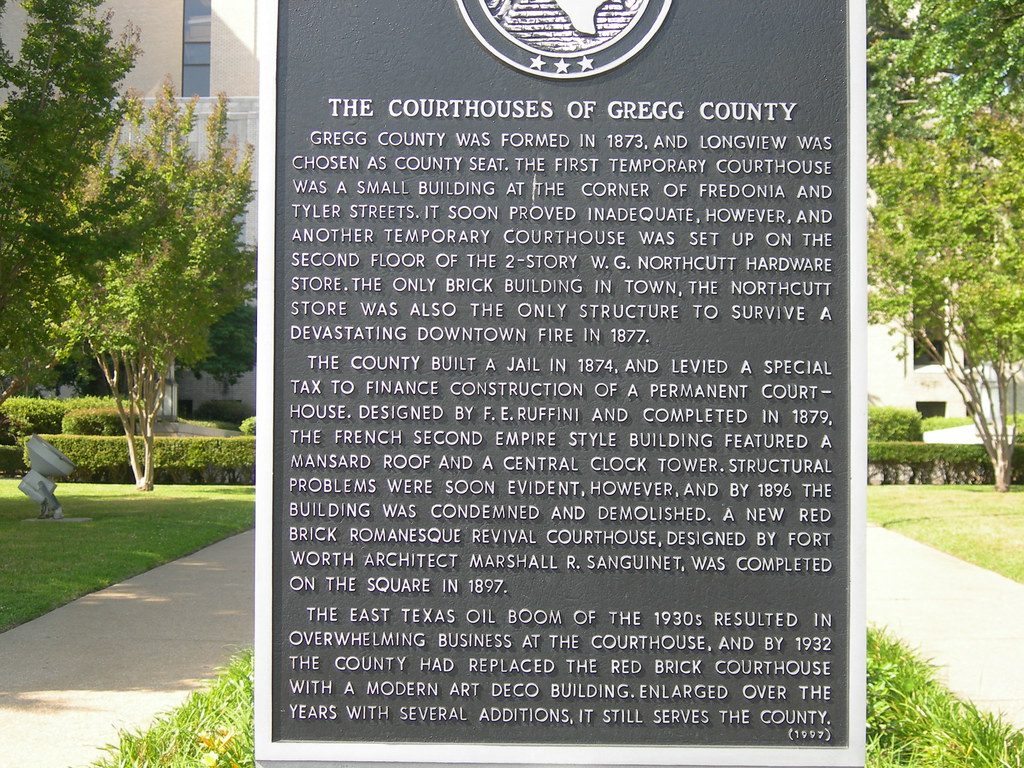 THE COURTHOUSES OF GREGG COUNTY
GREGG COUNTY WAS FORMED IN 1873, AND LONGVIEW WAS
CHOSEN AS COUNTY SEAT. THE FIRST TEMPORARY COURTHOUSE
WAS A SMALL BUILDING AT THE CORNER OF FREDONIA AND
TYLER STREETS. IT SOON PROVED INADEQUATE, HOWEVER, AND
ANOTHER TEMPORARY COURTHOUSE WAS SET UP ON THE
SECOND FLOOR OF THE 2-STORY W. G. NORTHCUTT HARDWARE
STORE. THE ONLY BRICK BUILDING IN TOWN, THE NORTHCUTT
STORE WAS ALSO THE ONLY STRUCTURE TO SURVIVE A
DEVASTATING DOWNTOWN FIRE IN 1877.
THE COUNTY BUILT A JAIL IN 1874, AND LEVIED A SPECIAL
TAX TO FINANCE CONSTRUCTION OF A PERMANENT COURT-
HOUSE. DESIGNED BY F. E. RUFFINI AND COMPLETED IN 1879,
THE FRENCH SECOND EMPIRE STYLE BUILDING FEATURED A
MANSARD ROOF AND A CENTRAL CLOCK TOWER. STRUCTURAL
PROBLEMS WERE SOON EVIDENT, HOWEVER, AND BY 1896 THE
BUILDING WAS CONDEMNED AND DEMOLISHED. A NEW RED
BRICK ROMANESQUE REVIVAL COURTHOUSE, DESIGNED BY FORT
WORTH ARCHITECT MARSHALL R. SANGUINET, WAS COMPLETED
ON THE SQUARE IN 1897.
THE EAST TEXAS OIL BOOM OF THE 1930s RESULTED IN
OVERWHELMING BUSINESS AT THE COURTHOUSE, AND BY 1932
THE COUNTY HAD REPLACED THE RED BRICK COURTHOUSE
WITH A MODERN ART DECO BUILDING. ENLARGED OVER THE
YEARS WITH SEVERAL ADDITIONS, IT STILL SERVES THE COUNTY.
(1997)